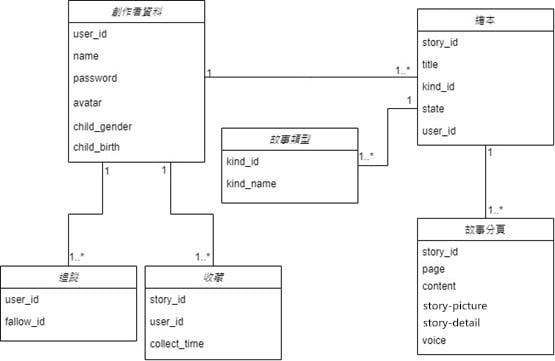 創作者資料
user_id
name
password
avatar
child_gender
child_birth
1
1..*
繪本
story_id
title
kind_id
state
user_id
1
故事類型
kind_id
kind_name
1..*
1
1
1
1..*
1..*
1..*
追蹤
user_id
fallow_id
收藏
story_id
user_id
collect_time
故事分頁
story_id
page
content
story-picture
story-detail
voice